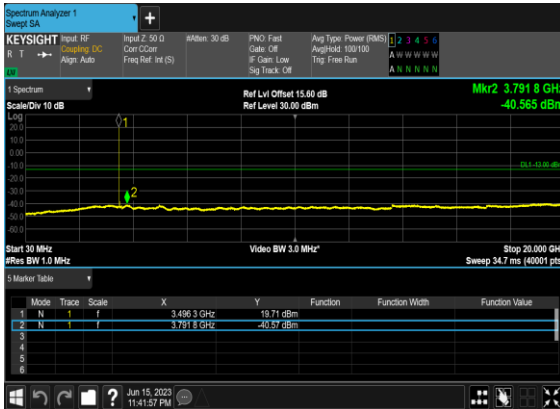 Spectrum Analyzer 1
Swept SA
+
KEYSIGHT Input: RF Input Z: 50 Ω #Atten: 30 dB PNO: Fast Avg Type: Power (RMS) 1 2 3 4 5 6
R T Coupling: DC Corr CCorr Gate: Off Avg|Hold: 100/100 A W W W W W
Align: Auto Freq Ref: Int (S) IF Gain: Low Trig: Free Run
Sig Track: Off A N N N N N
1 Spectrum Ref Lvl Offset 15.60 dB Mkr2 3.791 8 GHz
Scale/Div 10 dB Ref Level 30.00 dBm -40.565 dBm
Log
20.0 1
10.0
0.00
-10.0 DL1 -13.00 dBm
-20.0
-30.0
-40.0 2
-50.0
-60.0
Start 30 MHz Video BW 3.0 MHz* Stop 20.000 GHz
#Res BW 1.0 MHz Sweep 34.7 ms (40001 pts)
5 Marker Table
Mode Trace Scale X Y Function Function Width Function Value
1 N 1 f 3.496 3 GHz 19.71 dBm
2 N 1 f 3.791 8 GHz -40.57 dBm
3
4
5
6
? Jun 15, 2023
11:41:57 PM